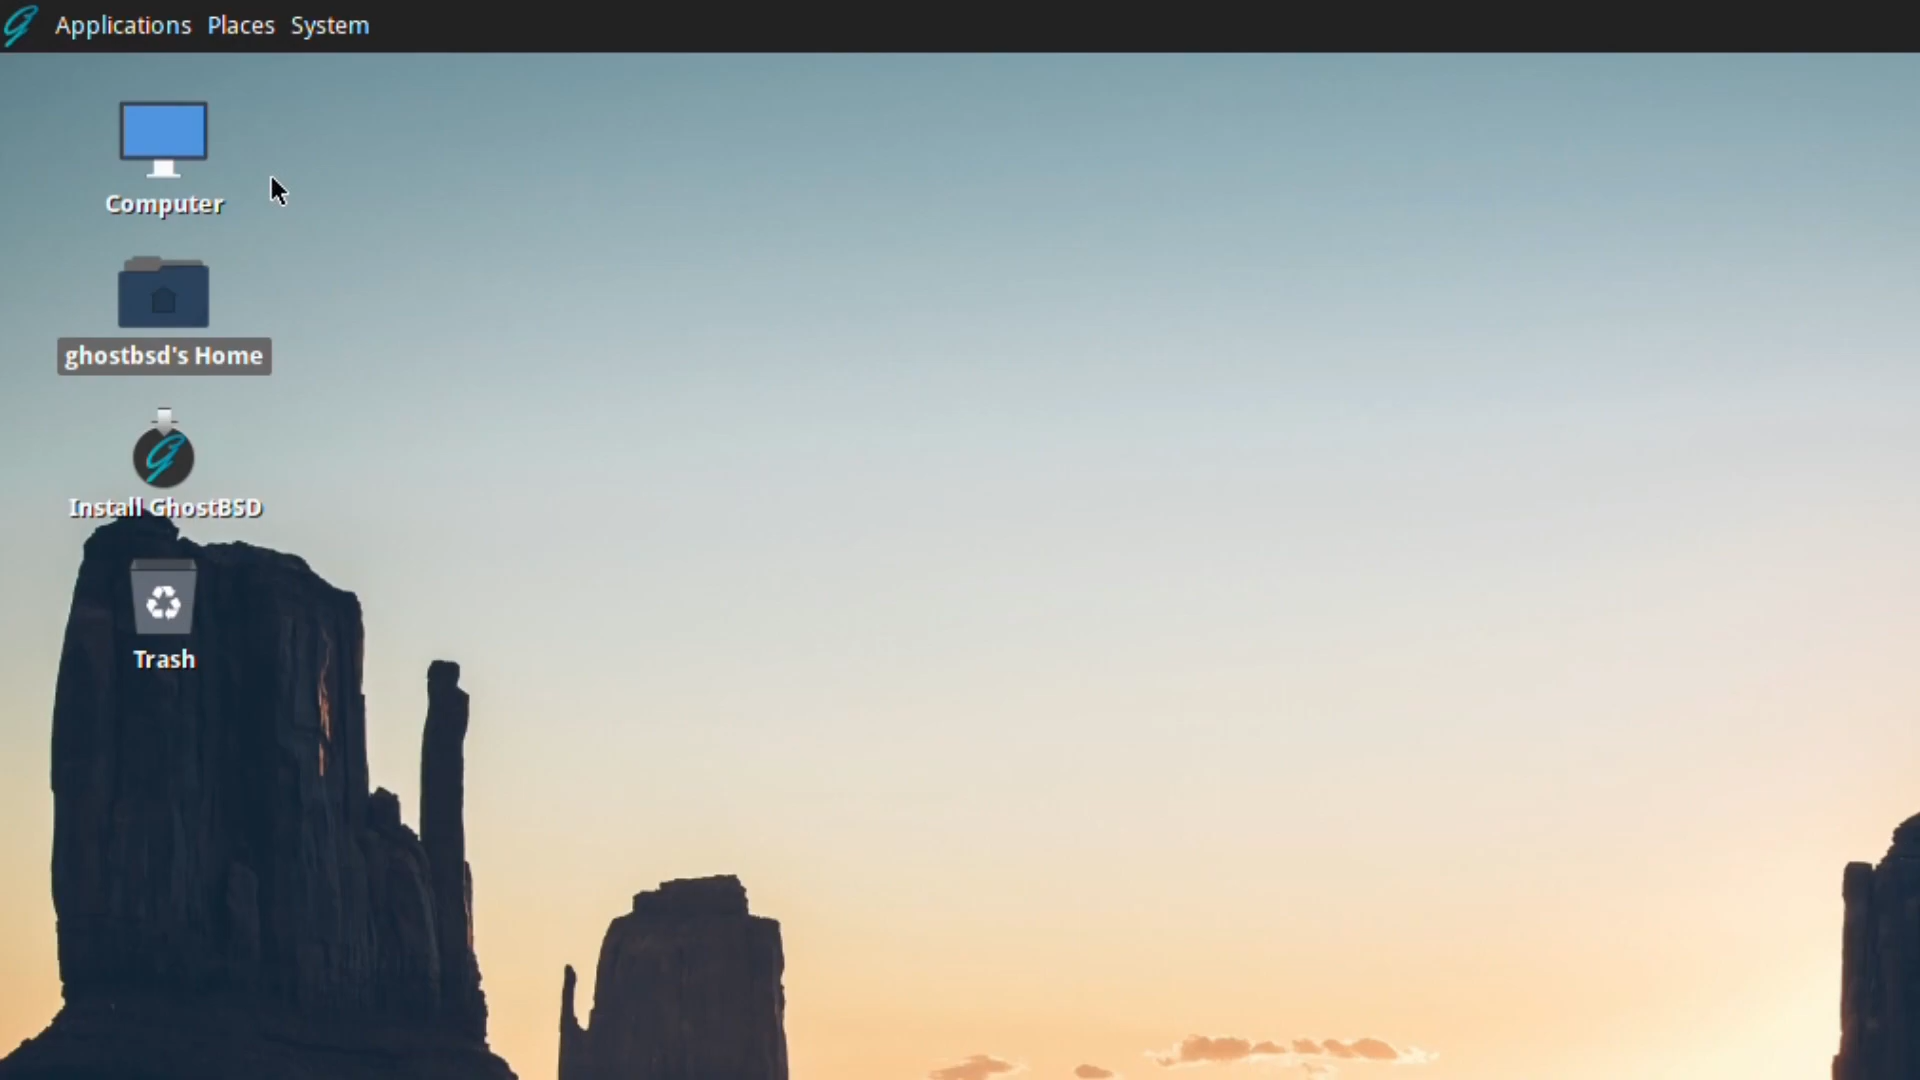 Applications Places System
Computer
ghostbsd's Home
Install GhostBSD
Trash